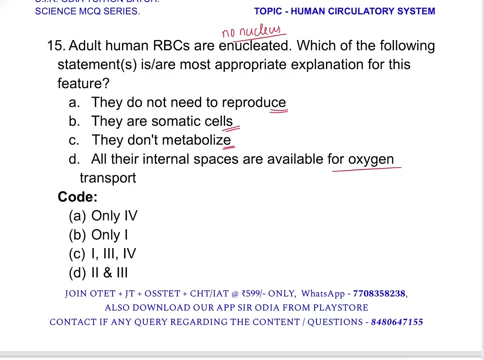 S.I.R. ODIA TUITION BATCH.
SCIENCE MCQ SERIES.
TOPIC - HUMAN CIRCULATORY SYSTEM
no nucleus
15. Adult human RBCs are enucleated. Which of the following
statement(s) is/are most appropriate explanation for this
feature?
a. They do not need to reproduce
b. They are somatic cells
c. They don't metabolize
d. All their internal spaces are available for oxygen
transport
Code:
(a) Only IV
(b) Only I
(c) I, III, IV
(d) II & III
JOIN OTET + JT + OSSTET + CHT/IAT @ ₹599/- ONLY, WhatsApp - 7708358238,
ALSO DOWNLOAD OUR APP SIR ODIA FROM PLAYSTORE
CONTACT IF ANY QUERY REGARDING THE CONTENT / QUESTIONS - 8480647155